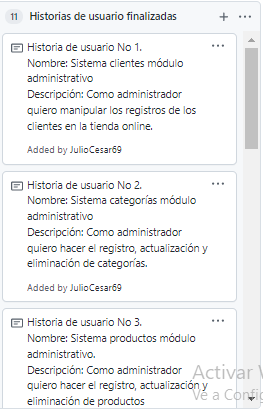 11 Historias de usuario finalizadas
Historia de usuario No 1.
Nombre: Sistema clientes módulo
administrativo
Descripción: Como administrador
quiero manipular los registros de los
clientes en la tienda online.
Added by JulioCesar69
Historia de usuario No 2.
Nombre: Sistema categorías módulo
administrativo
Descripción: Como administrador
quiero hacer el registro, actualización y
eliminación de categorías.
Added by JulioCesar69
Historia de usuario No 3.
Nombre: Sistema productos módulo
administrativo.
Descripción: Como administrador
quiero hacer el registro, actualización y
eliminación de productos
Activar
Ve a